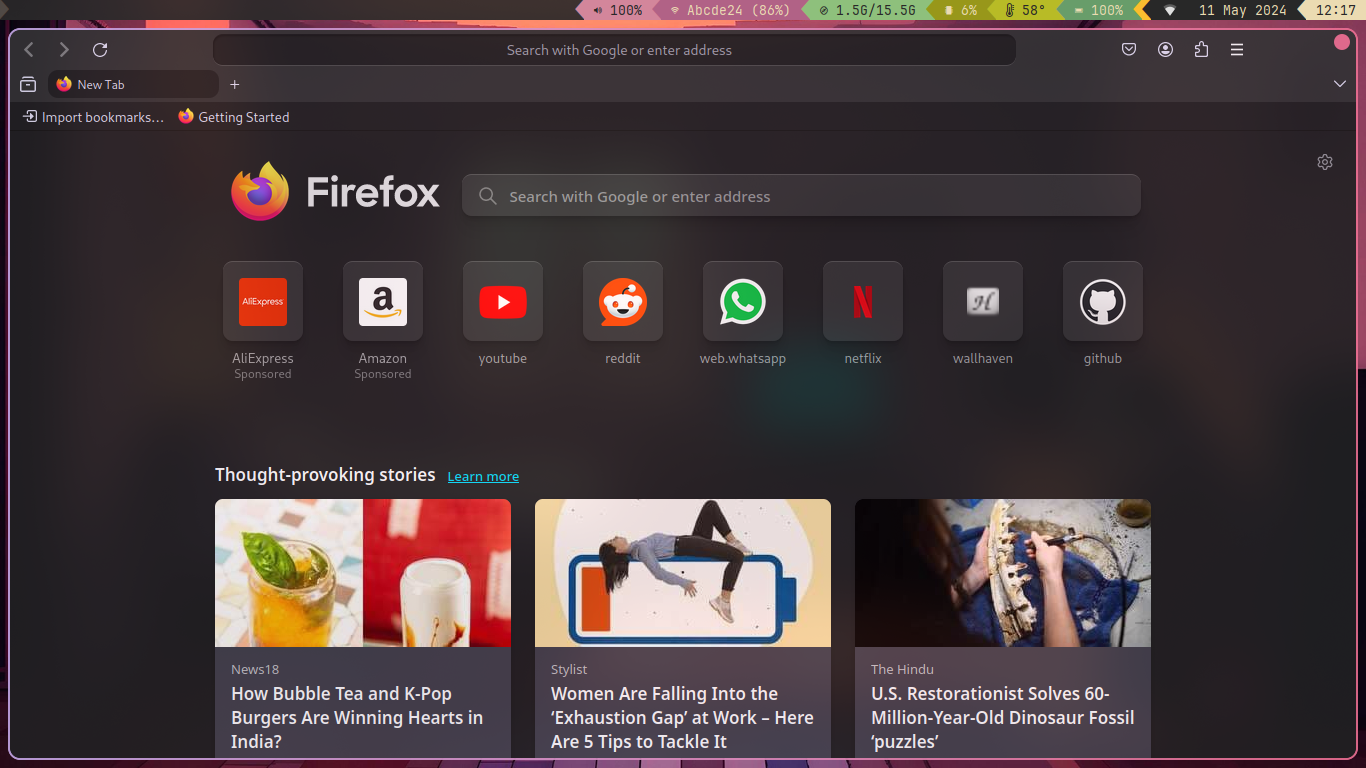 100% Abcde24 (86%) 1.5G/15.5G 6% 58° 100% 11 May 2024 12:17
Search with Google or enter address
New Tab
Import bookmarks… Getting Started
Firefox Search with Google or enter address
AliExpress
a
N
H
AliExpress Amazon youtube reddit web.whatsapp netflix wallhaven github
Sponsored Sponsored
Thought-provoking stories Learn more
News18
How Bubble Tea and K-Pop
Burgers Are Winning Hearts in
India?
Stylist
Women Are Falling Into the
‘Exhaustion Gap’ at Work – Here
Are 5 Tips to Tackle It
The Hindu
U.S. Restorationist Solves 60-
Million-Year-Old Dinosaur Fossil
‘puzzles’